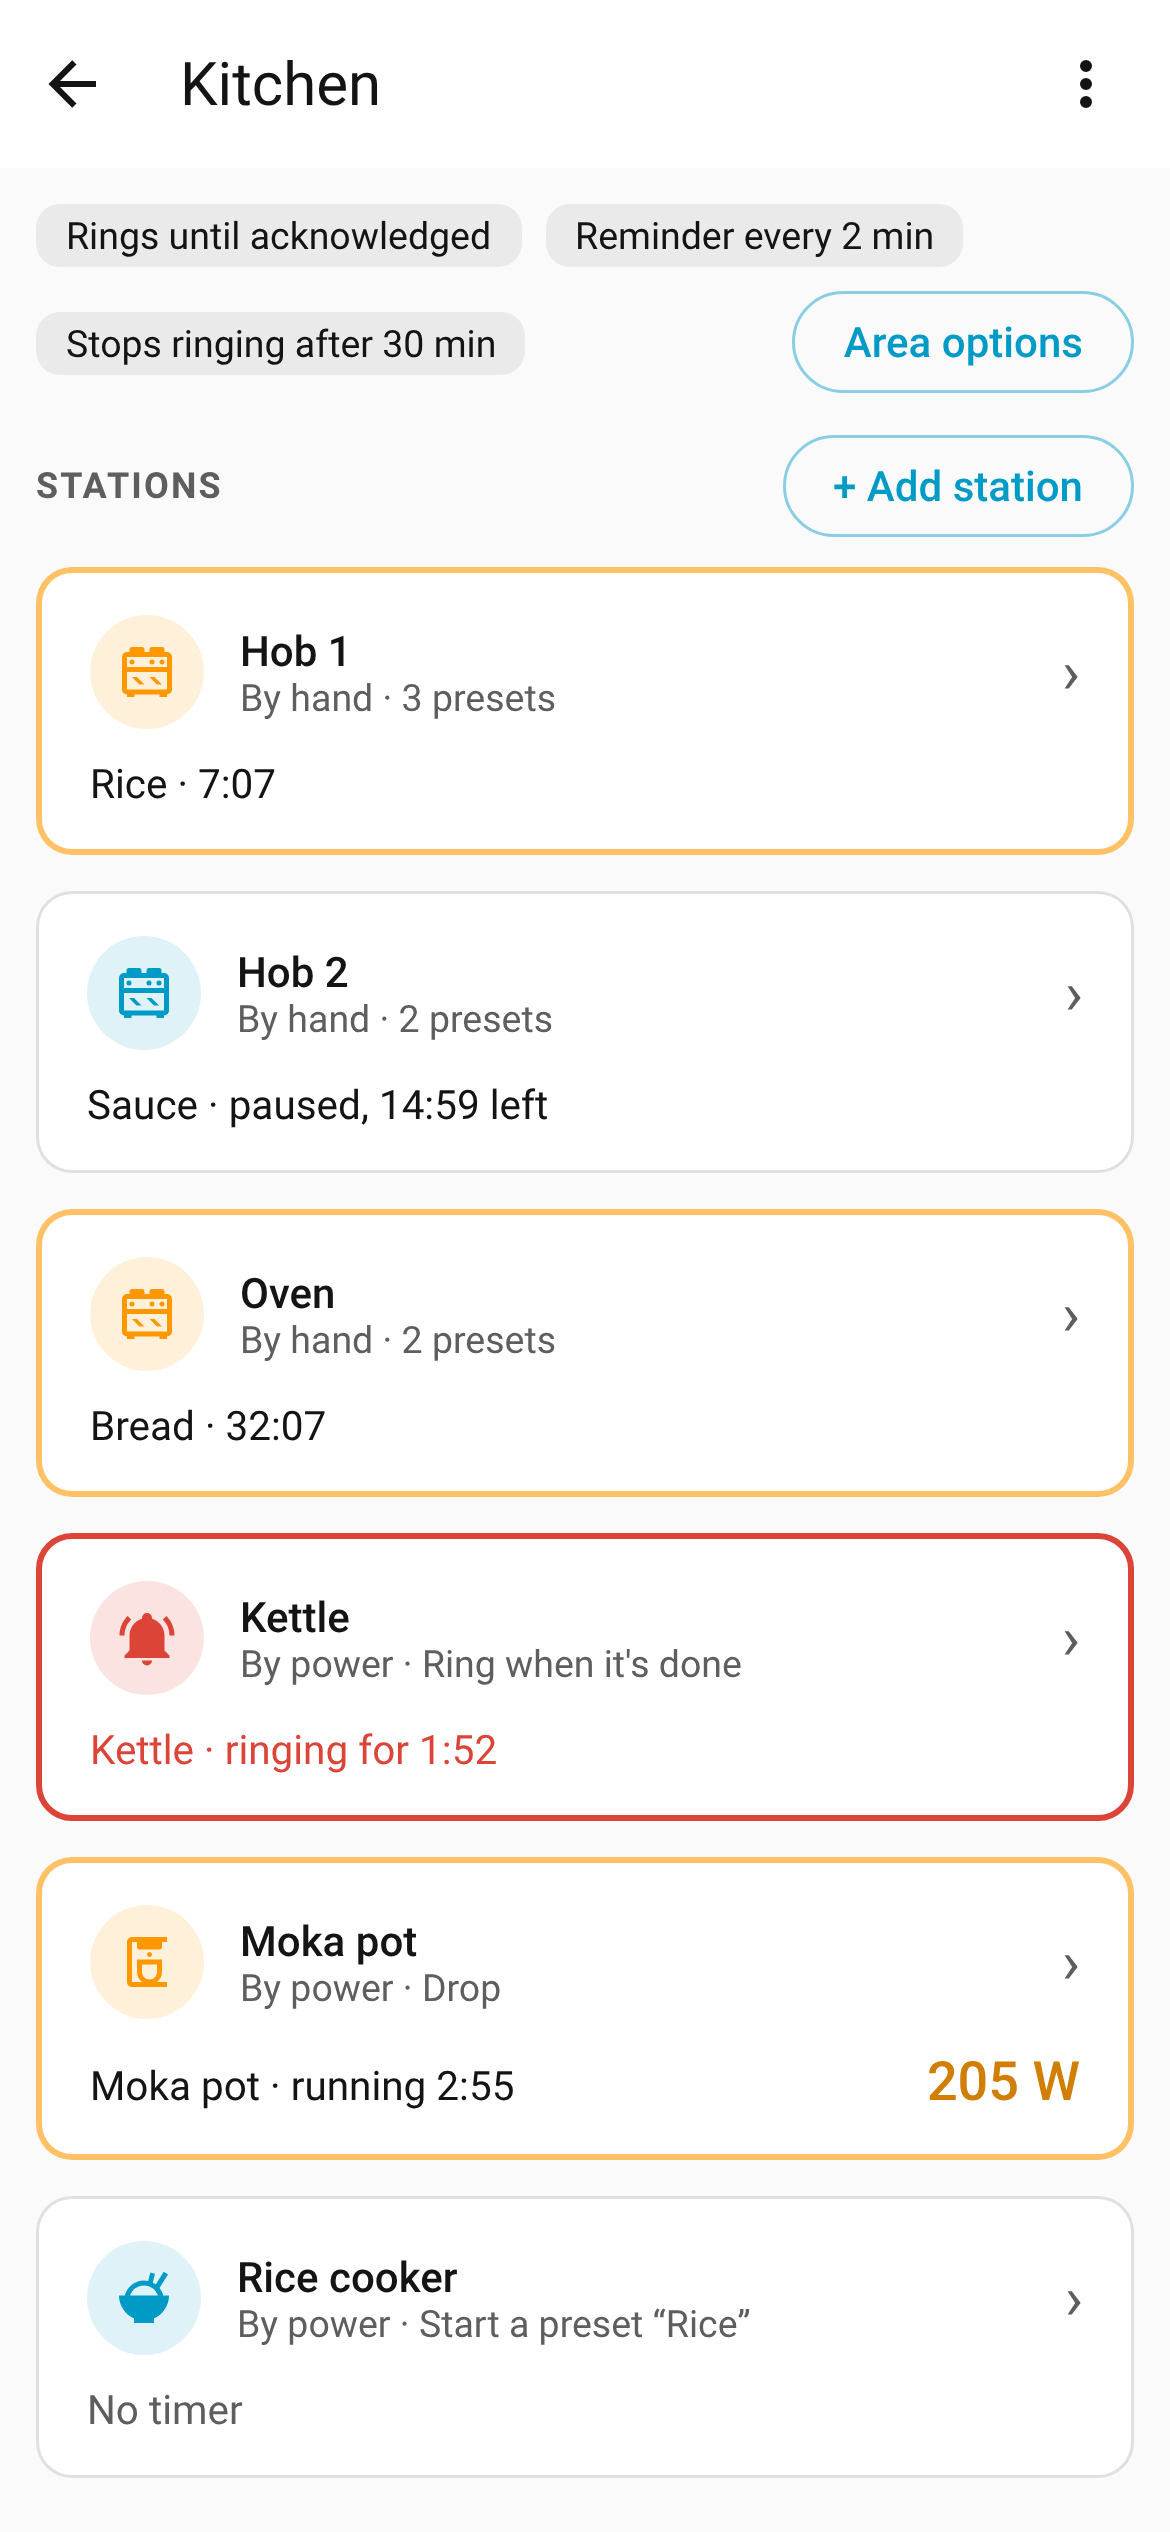 Kitchen
Rings until acknowledged
Reminder every 2 min
Stops ringing after 30 min
Area options
STATIONS
+ Add station
Hob 1
By hand · 3 presets
Rice · 7:07
Hob 2
By hand · 2 presets
Sauce · paused, 14:59 left
Oven
By hand · 2 presets
Bread · 32:07
Kettle
By power · Ring when it's done
Kettle · ringing for 1:52
Moka pot
By power · Drop
Moka pot · running 2:55
205 W
Rice cooker
By power · Start a preset “Rice”
No timer